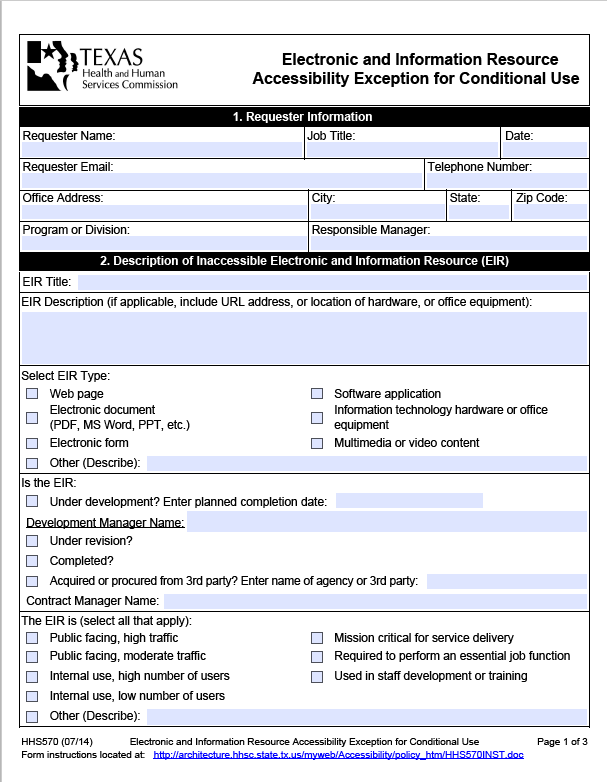 TEXAS
Health and Human
Services Commission
Electronic and Information Resource
Accessibility Exception for Conditional Use
1. Requester Information
Requester Name: Job Title: Date:
Requester Email: Telephone Number:
Office Address: City: State: Zip Code:
Program or Division: Responsible Manager:
2. Description of Inaccessible Electronic and Information Resource (EIR)
EIR Title:
EIR Description (if applicable, include URL address, or location of hardware, or office equipment):
Select EIR Type:
Web page Software application
Electronic document
(PDF, MS Word, PPT, etc.)
Information technology hardware or office
equipment
Electronic form Multimedia or video content
Other (Describe):
Is the EIR:
Under development? Enter planned completion date:
Development Manager Name:
Under revision?
Completed?
Acquired or procured from 3rd party? Enter name of agency or 3rd party:
Contract Manager Name:
The EIR is (select all that apply):
Public facing, high traffic Mission critical for service delivery
Public facing, moderate traffic Required to perform an essential job function
Internal use, high number of users Used in staff development or training
Internal use, low number of users
Other (Describe):
HHS570 (07/14) Electronic and Information Resource Accessibility Exception for Conditional Use Page 1 of 3
Form instructions located at: http://architecture.hhsc.state.tx.us/myweb/Accessibility/policy_htm/HHS570INST.doc